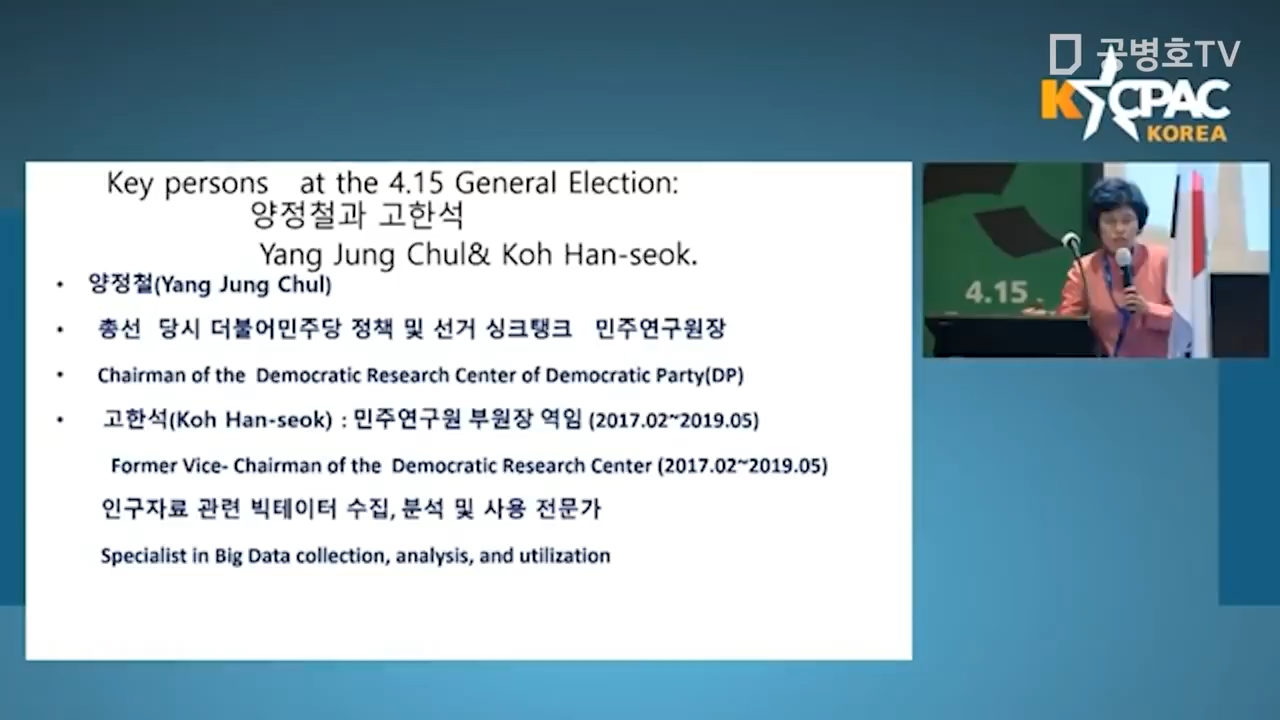 공병호TV
K CPAC
KOREA
Key persons at the 4.15 General Election:
양정철과 고한석
Yang Jung Chul& Koh Han-seok.
• 양정철(Yang Jung Chul)
• 총선 당시 더불어민주당 정책 및 선거 싱크탱크 민주연구원장
• Chairman of the Democratic Research Center of Democratic Party(DP)
• 고한석(Koh Han-seok) : 민주연구원 부원장 역임 (2017.02~2019.05)
Former Vice- Chairman of the Democratic Research Center (2017.02~2019.05)
인구자료 관련 빅테이터 수집, 분석 및 사용 전문가
Specialist in Big Data collection, analysis, and utilization
4.15